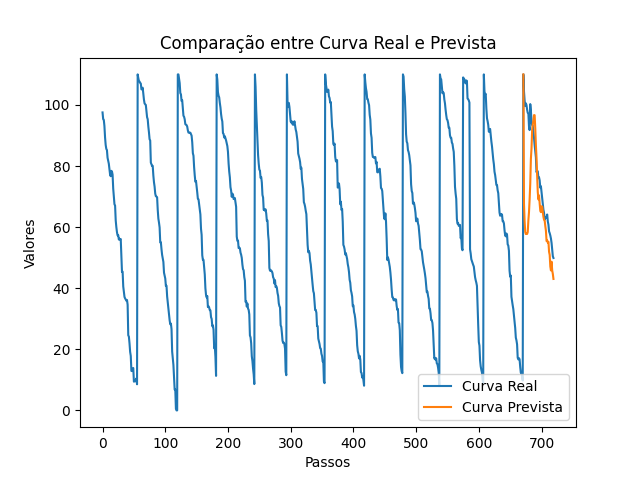 Comparação entre Curva Real e Prevista
Valores
100
80
60
40
20
0
0 100 200 300 400 500 600 700
Passos
Curva Real
Curva Prevista